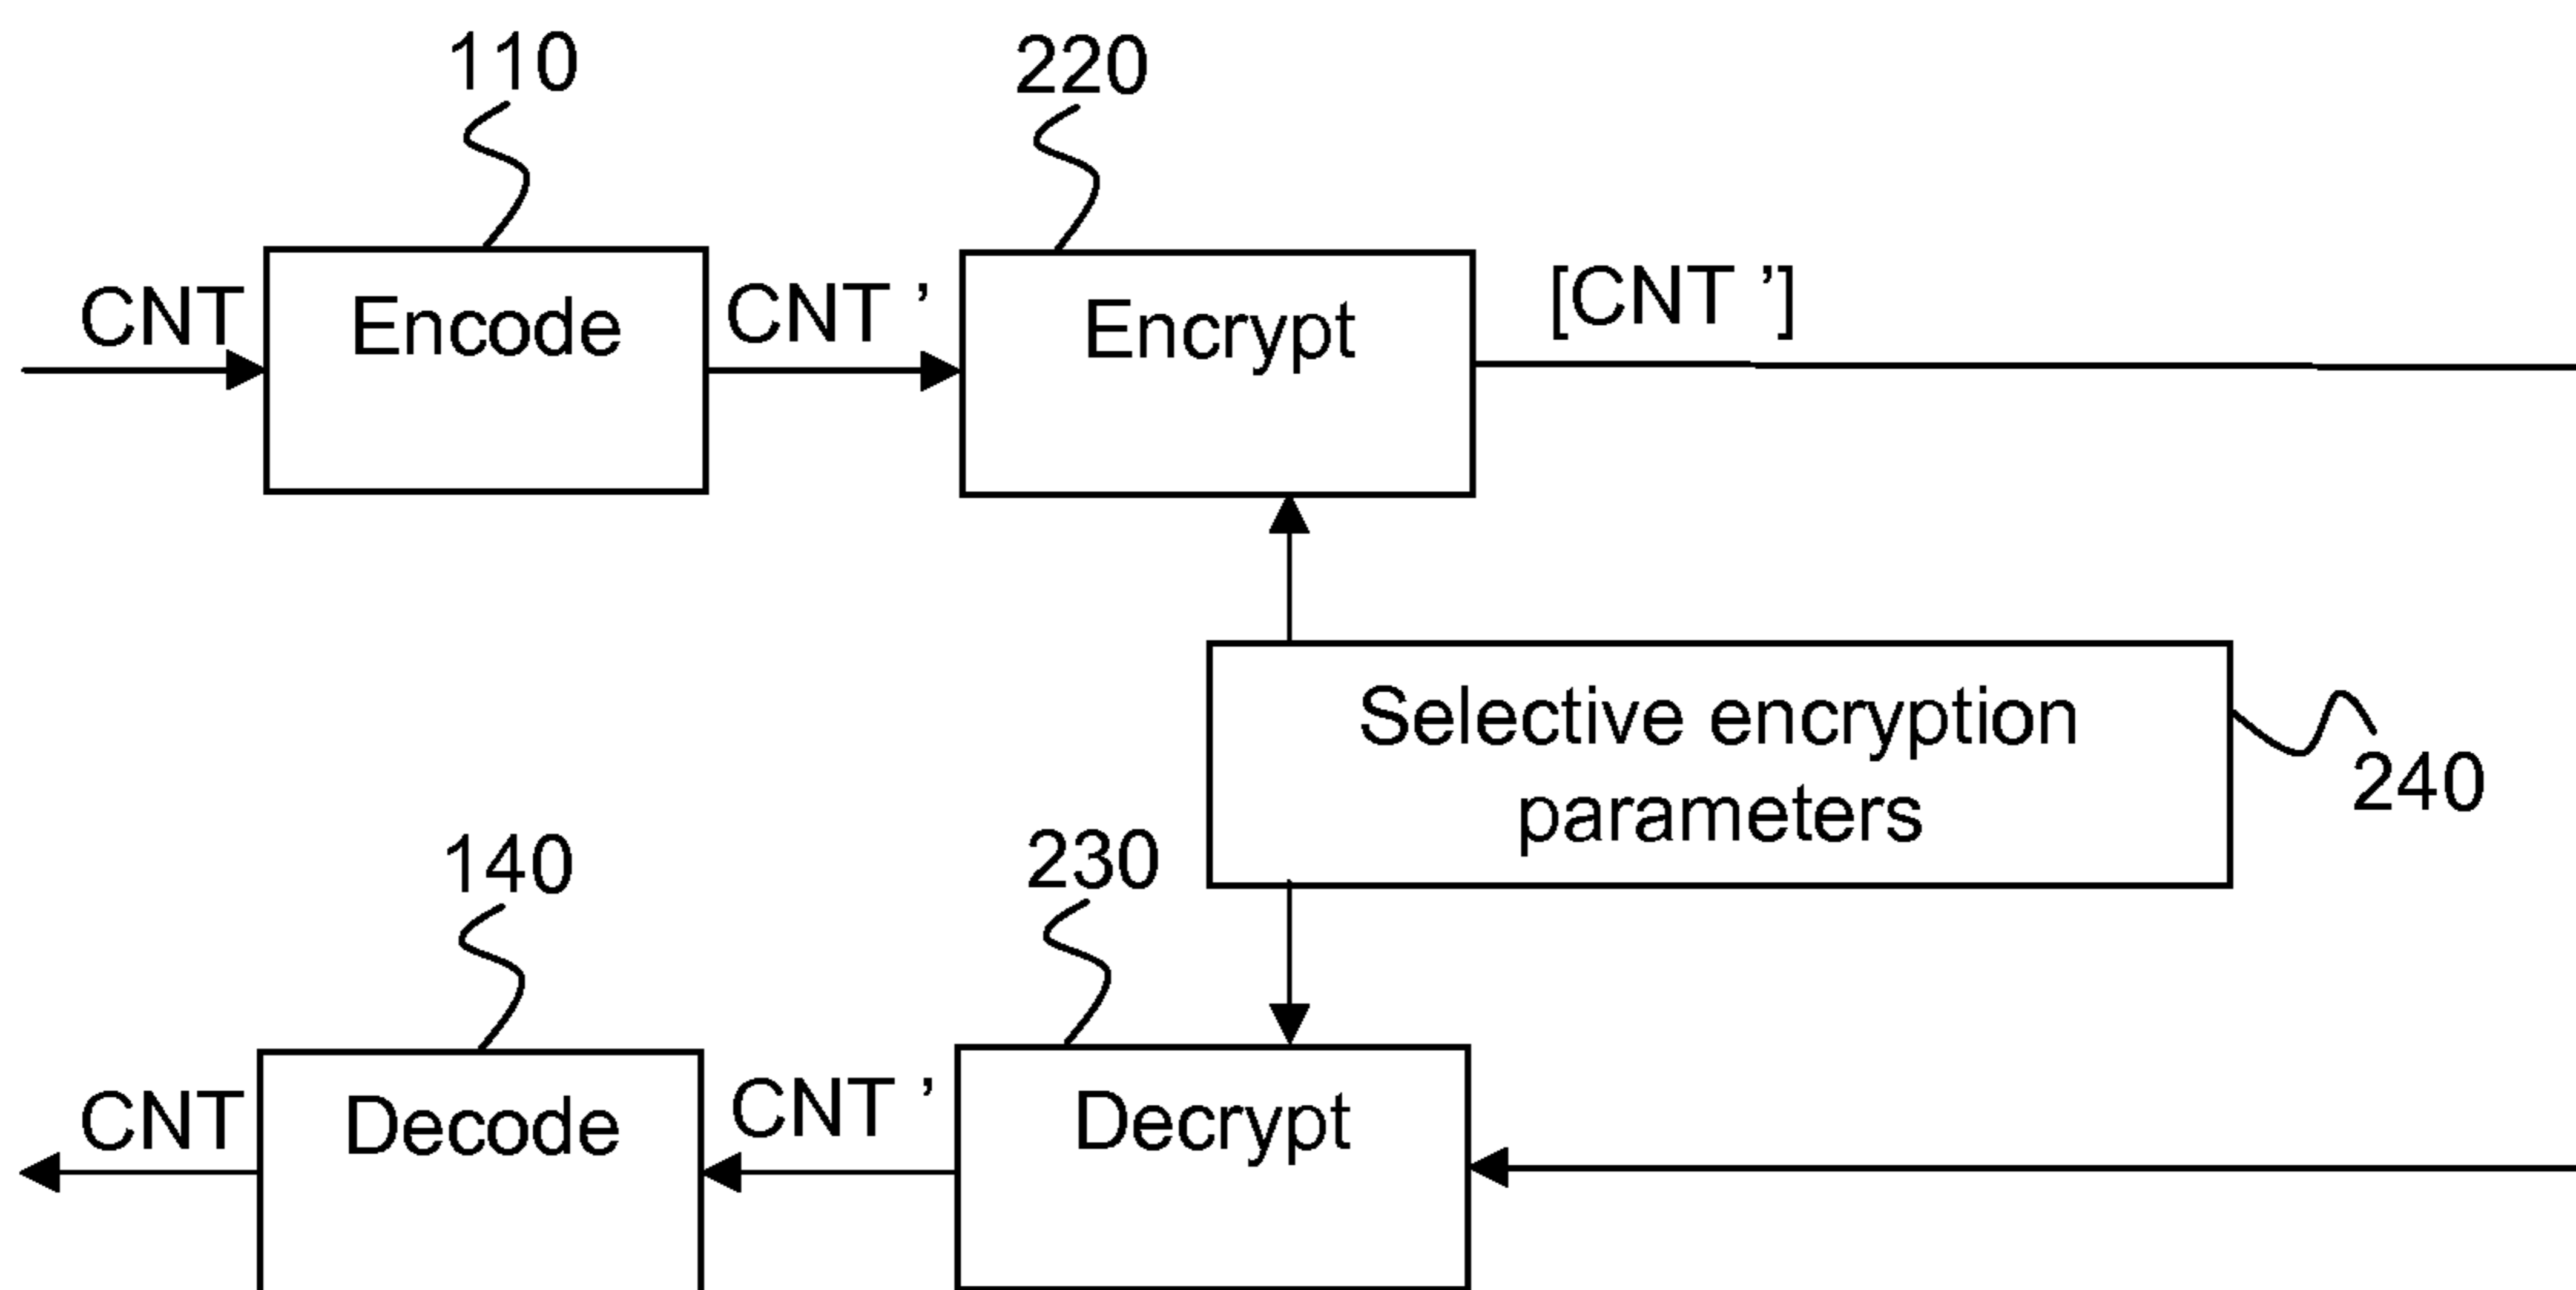 110
220
CNT
Encode
CNT ’
Encrypt
[CNT ’]
Selective encryption
parameters
240
140
230
CNT
Decode
CNT ’
Decrypt